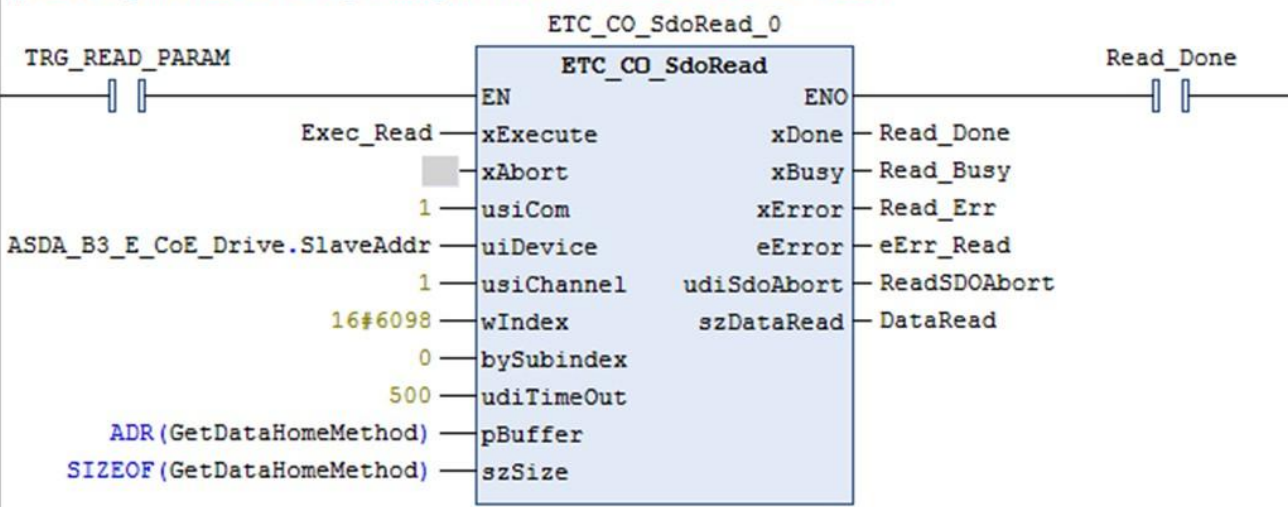 ETC_CO_SdoRead_0
TRG_READ_PARAM ETC_CO_SdoRead Read_Done
EN ENO
Exec_Read xExecute xDone Read_Done
xAbort xBusy Read_Busy
1 usiCom xError Read_Err
ASDA_B3_E_CoE_Drive.SlaveAddr uiDevice eError eErr_Read
1 usiChannel udiSdoAbort ReadSDOAbort
16#6098 wIndex szDataRead DataRead
0 bySubindex
500 udiTimeOut
ADR(GetDataHomeMethod) pBuffer
SIZEOF(GetDataHomeMethod) szSize